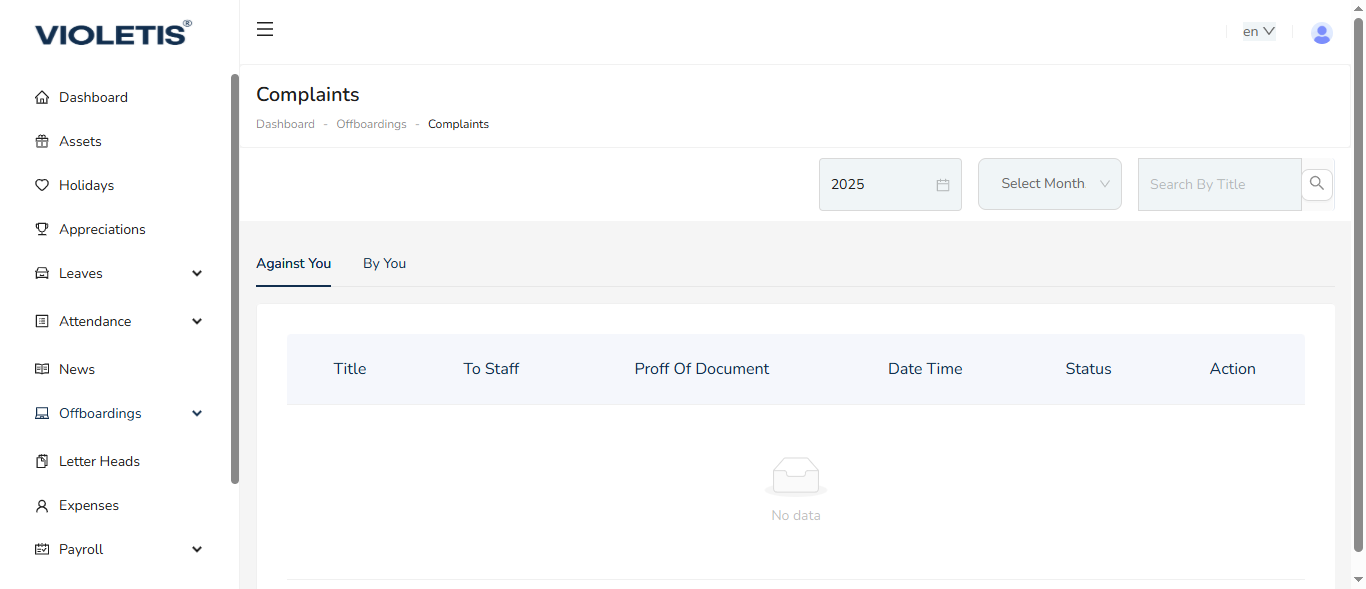 VIOLETIS®
Dashboard
Assets
Holidays
Appreciations
Leaves
Attendance
News
Offboardings
Letter Heads
Expenses
Payroll
en
Complaints
Dashboard - Offboardings - Complaints
2025 Select Month Search By Title
Against You By You
Title To Staff Proff Of Document Date Time Status Action
No data